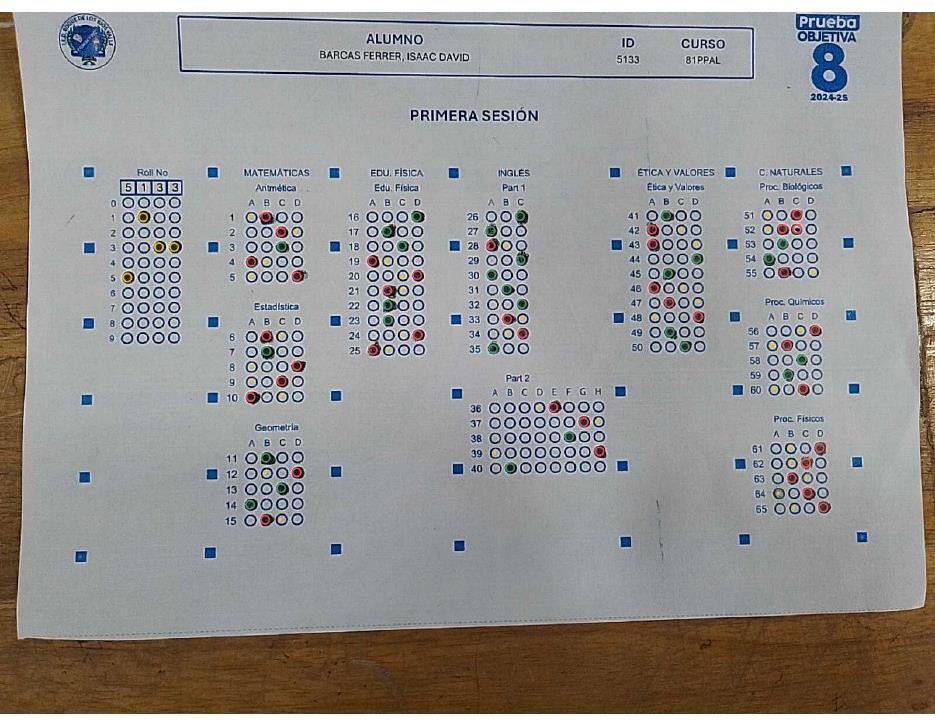 I.E.D. ROQUE DE LOS RIOS VALLE
ALUMNO
BARCAS FERRER, ISAAC DAVID
ID
5133
CURSO
81PPAL
Prueba
OBJETIVA
8
2024-25
PRIMERA SESIÓN
Roll No
5 1 3 3
0
1
2
3
4
5
6
7
8
9
MATEMÁTICAS
Aritmética
A B C D
1
2
3
4
5
Estadística
A B C D
6
7
8
9
10
Geometría
A B C D
11
12
13
14
15
EDU. FÍSICA
Edu. Física
A B C D
16
17
18
19
20
21
22
23
24
25
INGLÉS
Part 1
A B C
26
27
28
29
30
31
32
33
34
35
Part 2
A B C D E F G H
36
37
38
39
40
ÉTICA Y VALORES
Ética y Valores
A B C D
41
42
43
44
45
46
47
48
49
50
C. NATURALES
Proc. Biológicos
A B C D
51
52
53
54
55
Proc. Químicos
A B C D
56
57
58
59
60
Proc. Físicos
A B C D
61
62
63
64
65